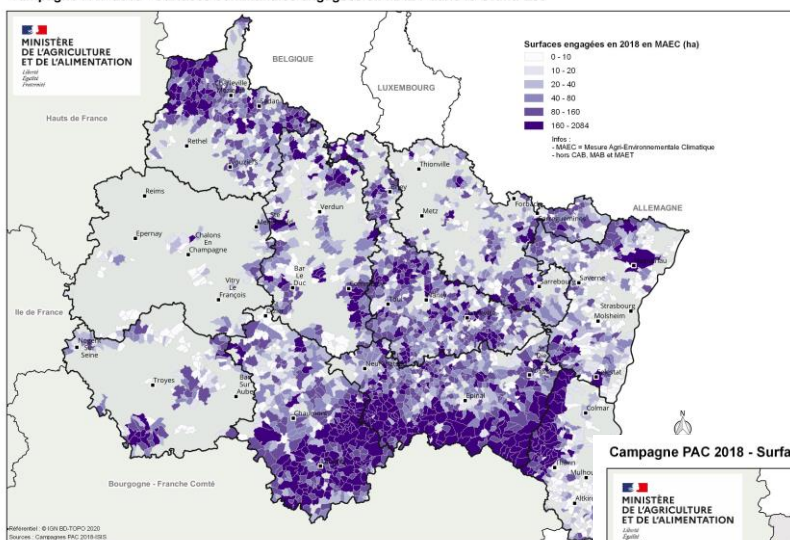 MINISTÈRE
DE L'AGRICULTURE
ET DE L'ALIMENTATION
Liberté
Égalité
Fraternité
BELGIQUE
LUXEMBOURG
Surfaces engagées en 2018 en MAEC (ha)
0 - 10
10 - 20
20 - 40
40 - 80
80 - 160
160 - 2084
Infos :
- MAEC = Mesure Agri-Environnementale Climatique
- hors CAB, MAB et MAET
Hauts de France
Rethel
Thionville
Reims
Verdun
Metz
ALLEMAGNE
Epernay
Chalons
En
Champagne
Bar
Le
Duc
Vitry
Le
François
Saverne
Strasbourg
Molsheim
Ile de France
Seine
Troyes
Bar
Sur
Aube
Epinal
Colmar
N
Bourgogne - Franche Comté
Campagne PAC 2018 - Surfa
MINISTÈRE
DE L'AGRICULTURE
ET DE L'ALIMENTATION
Liberté
Référentiel : © IGN BD-TOPO 2020
Sources : Campagnes PAC 2018-ISIS